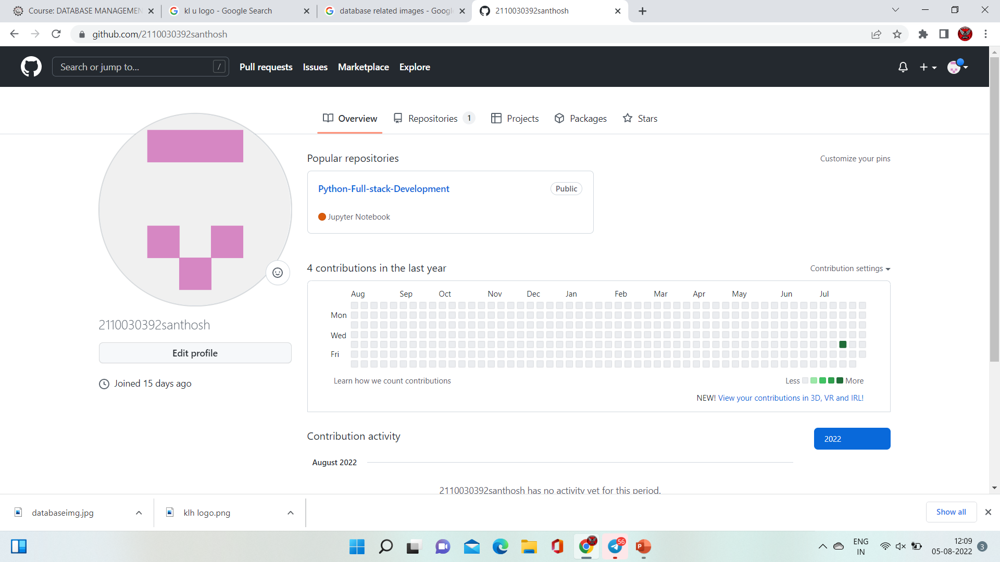 Course: DATABASE MANAGEMEN
kl u logo - Google Search
database related images - Googl
2110030392santhosh
github.com/2110030392santhosh
Search or jump to...
/
Pull requests
Issues
Marketplace
Explore
Overview
Repositories 1
Projects
Packages
Stars
Popular repositories
Customize your pins
Python-Full-stack-Development
Public
Jupyter Notebook
4 contributions in the last year
Contribution settings
Aug Sep Oct Nov Dec Jan Feb Mar Apr May Jun Jul
Mon
Wed
Fri
Learn how we count contributions
Less More
NEW! View your contributions in 3D, VR and IRL!
2110030392santhosh
Edit profile
Joined 15 days ago
Contribution activity
2022
August 2022
2110030392santhosh has no activity yet for this period.
databaseimg.jpg
klh logo.png
Show all
56
ENG
IN
12:09
05-08-2022
3